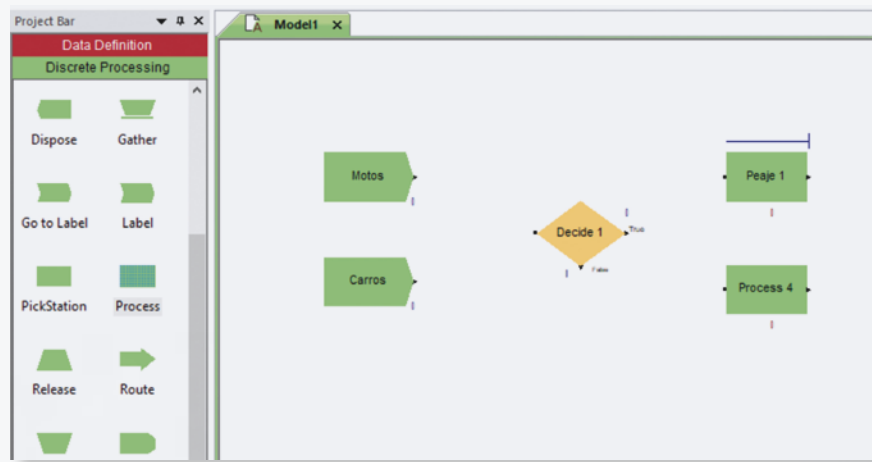 Project Bar
Data Definition
Discrete Processing
Dispose
Gather
Go to Label
Label
PickStation
Process
Release
Route
Model1
Motos
Carros
Decide 1
True
False
Peaje 1
Process 4